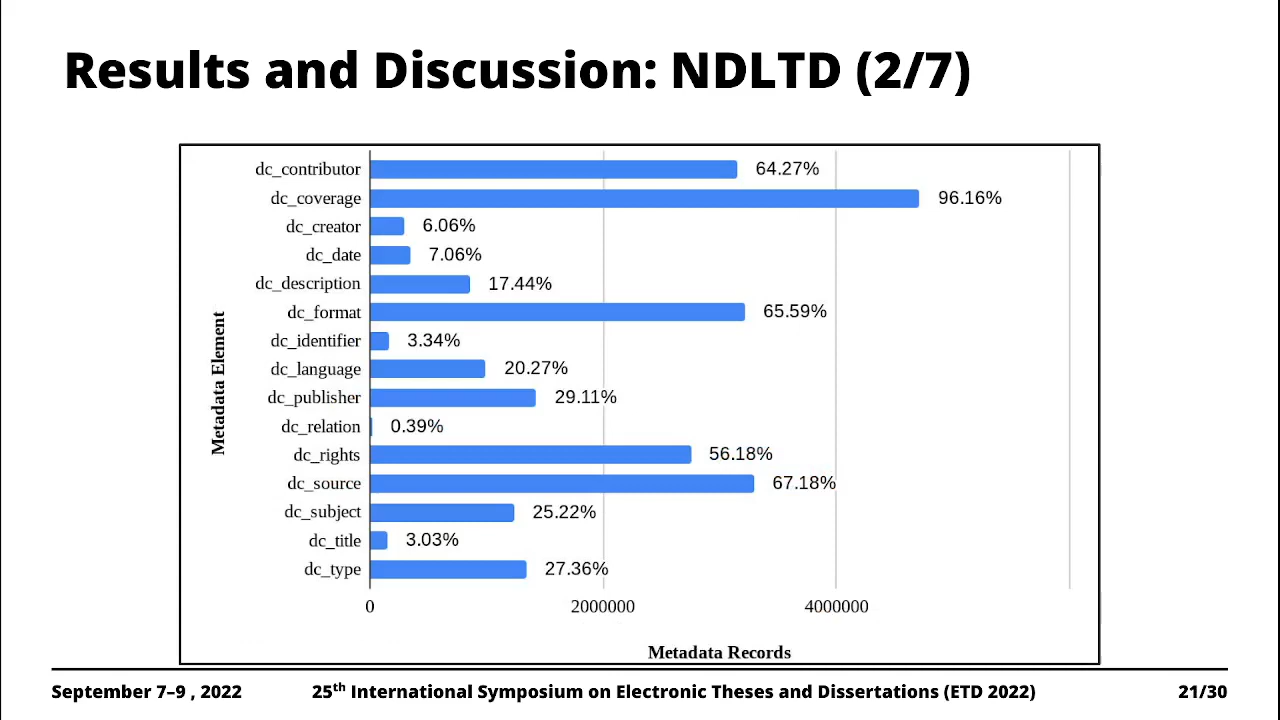 Results and Discussion: NDLTD (2/7)
dc_contributor 64.27%
dc_coverage 96.16%
dc_creator 6.06%
dc_date 7.06%
dc_description 17.44%
dc_format 65.59%
dc_identifier 3.34%
dc_language 20.27%
dc_publisher 29.11%
dc_relation 0.39%
dc_rights 56.18%
dc_source 67.18%
dc_subject 25.22%
dc_title 3.03%
dc_type 27.36%
Metadata Element
0 2000000 4000000
Metadata Records
September 7–9 , 2022 25th International Symposium on Electronic Theses and Dissertations (ETD 2022) 21/30